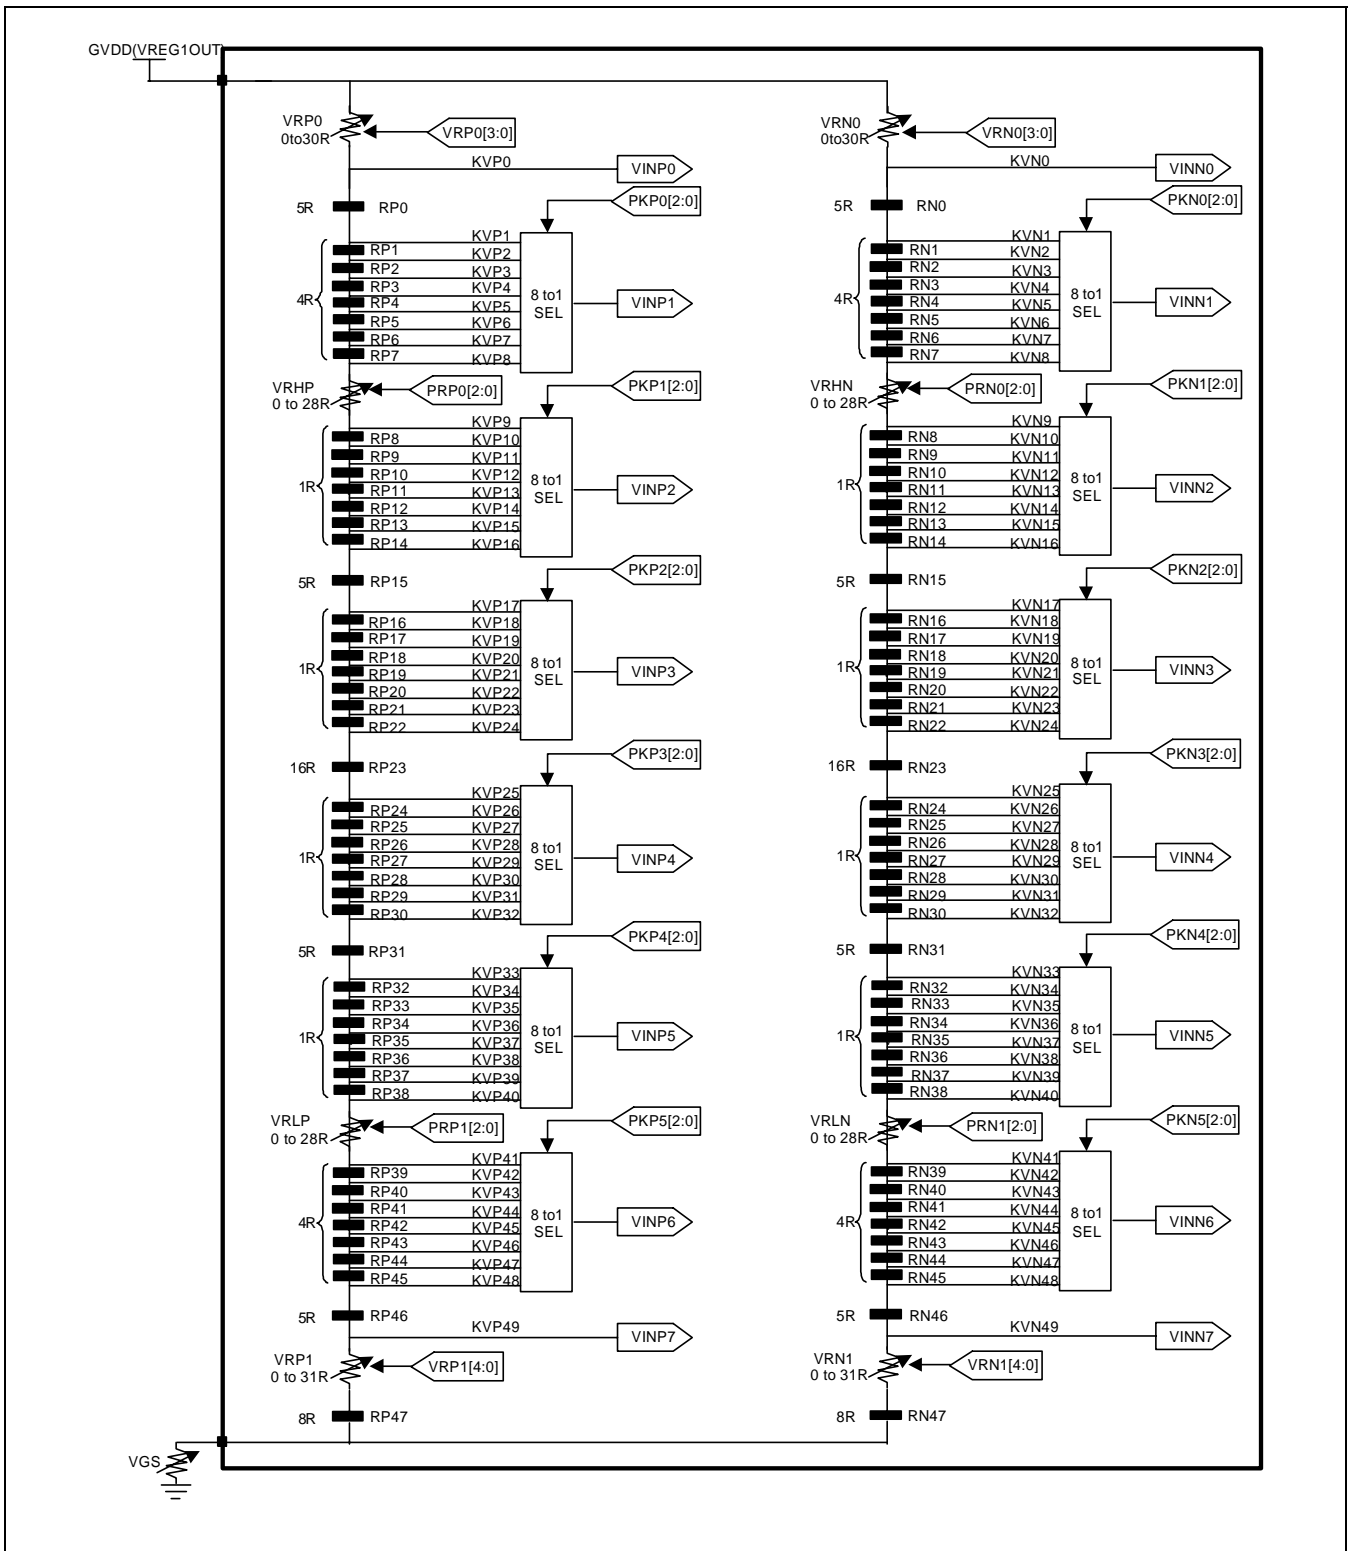 GVDD(VREG1OUT)
VRP0
0to30R
VRP0[3:0]
KVP0
VINP0
5R
RP0
PKP0[2:0]
4R
RP1
RP2
RP3
RP4
RP5
RP6
RP7
KVP1
KVP2
KVP3
KVP4
KVP5
KVP6
KVP7
KVP8
8 to1
SEL
VINP1
VRHP
0 to 28R
PRP0[2:0]
PKP1[2:0]
1R
RP8
RP9
RP10
RP11
RP12
RP13
RP14
KVP9
KVP10
KVP11
KVP12
KVP13
KVP14
KVP15
KVP16
8 to1
SEL
VINP2
5R
RP15
PKP2[2:0]
1R
RP16
RP17
RP18
RP19
RP20
RP21
RP22
KVP17
KVP18
KVP19
KVP20
KVP21
KVP22
KVP23
KVP24
8 to1
SEL
VINP3
16R
RP23
PKP3[2:0]
1R
RP24
RP25
RP26
RP27
RP28
RP29
RP30
KVP25
KVP26
KVP27
KVP28
KVP29
KVP30
KVP31
KVP32
8 to1
SEL
VINP4
5R
RP31
PKP4[2:0]
1R
RP32
RP33
RP34
RP35
RP36
RP37
RP38
KVP33
KVP34
KVP35
KVP36
KVP37
KVP38
KVP39
KVP40
8 to1
SEL
VINP5
VRLP
0 to 28R
PRP1[2:0]
PKP5[2:0]
4R
RP39
RP40
RP41
RP42
RP43
RP44
RP45
KVP41
KVP42
KVP43
KVP44
KVP45
KVP46
KVP47
KVP48
8 to1
SEL
VINP6
5R
RP46
KVP49
VINP7
VRP1
0 to 31R
VRP1[4:0]
8R
RP47
VGS
VRN0
0to30R
VRN0[3:0]
KVN0
VINN0
5R
RN0
PKN0[2:0]
4R
RN1
RN2
RN3
RN4
RN5
RN6
RN7
KVN1
KVN2
KVN3
KVN4
KVN5
KVN6
KVN7
KVN8
8 to1
SEL
VINN1
VRHN
0 to 28R
PRN0[2:0]
PKN1[2:0]
1R
RN8
RN9
RN10
RN11
RN12
RN13
RN14
KVN9
KVN10
KVN11
KVN12
KVN13
KVN14
KVN15
KVN16
8 to1
SEL
VINN2
5R
RN15
PKN2[2:0]
1R
RN16
RN17
RN18
RN19
RN20
RN21
RN22
KVN17
KVN18
KVN19
KVN20
KVN21
KVN22
KVN23
KVN24
8 to1
SEL
VINN3
16R
RN23
PKN3[2:0]
1R
RN24
RN25
RN26
RN27
RN28
RN29
RN30
KVN25
KVN26
KVN27
KVN28
KVN29
KVN30
KVN31
KVN32
8 to1
SEL
VINN4
5R
RN31
PKN4[2:0]
1R
RN32
RN33
RN34
RN35
RN36
RN37
RN38
KVN33
KVN34
KVN35
KVN36
KVN37
KVN38
KVN39
KVN40
8 to1
SEL
VINN5
VRLN
0 to 28R
PRN1[2:0]
PKN5[2:0]
4R
RN39
RN40
RN41
RN42
RN43
RN44
RN45
KVN41
KVN42
KVN43
KVN44
KVN45
KVN46
KVN47
KVN48
8 to1
SEL
VINN6
5R
RN46
KVN49
VINN7
VRN1
0 to 31R
VRN1[4:0]
8R
RN47